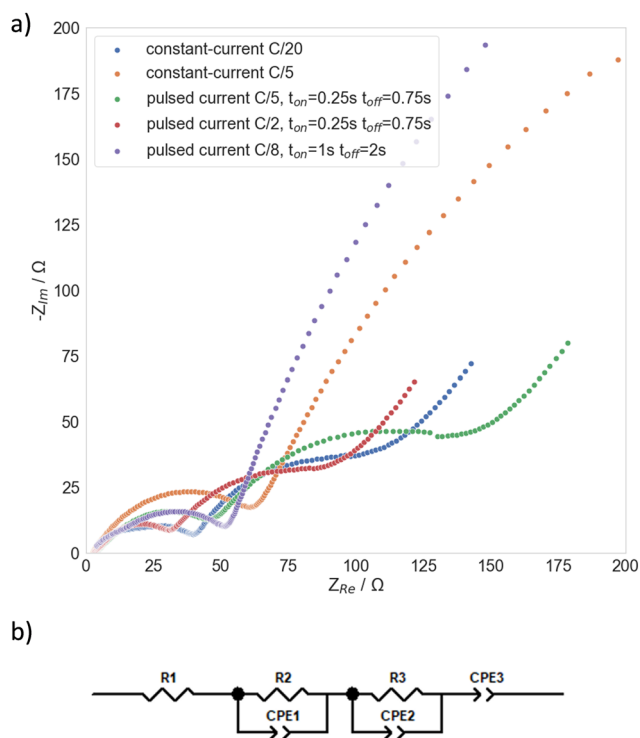 a)
200
175
150
125
100
75
50
25
0
-Z_Im / Ω
constant-current C/20
constant-current C/5
pulsed current C/5, t_on=0.25s t_off=0.75s
pulsed current C/2, t_on=0.25s t_off=0.75s
pulsed current C/8, t_on=1s t_off=2s
0 25 50 75 100 125 150 175 200
Z_Re / Ω
b)
R1 R2 R3 CPE3
CPE1 CPE2